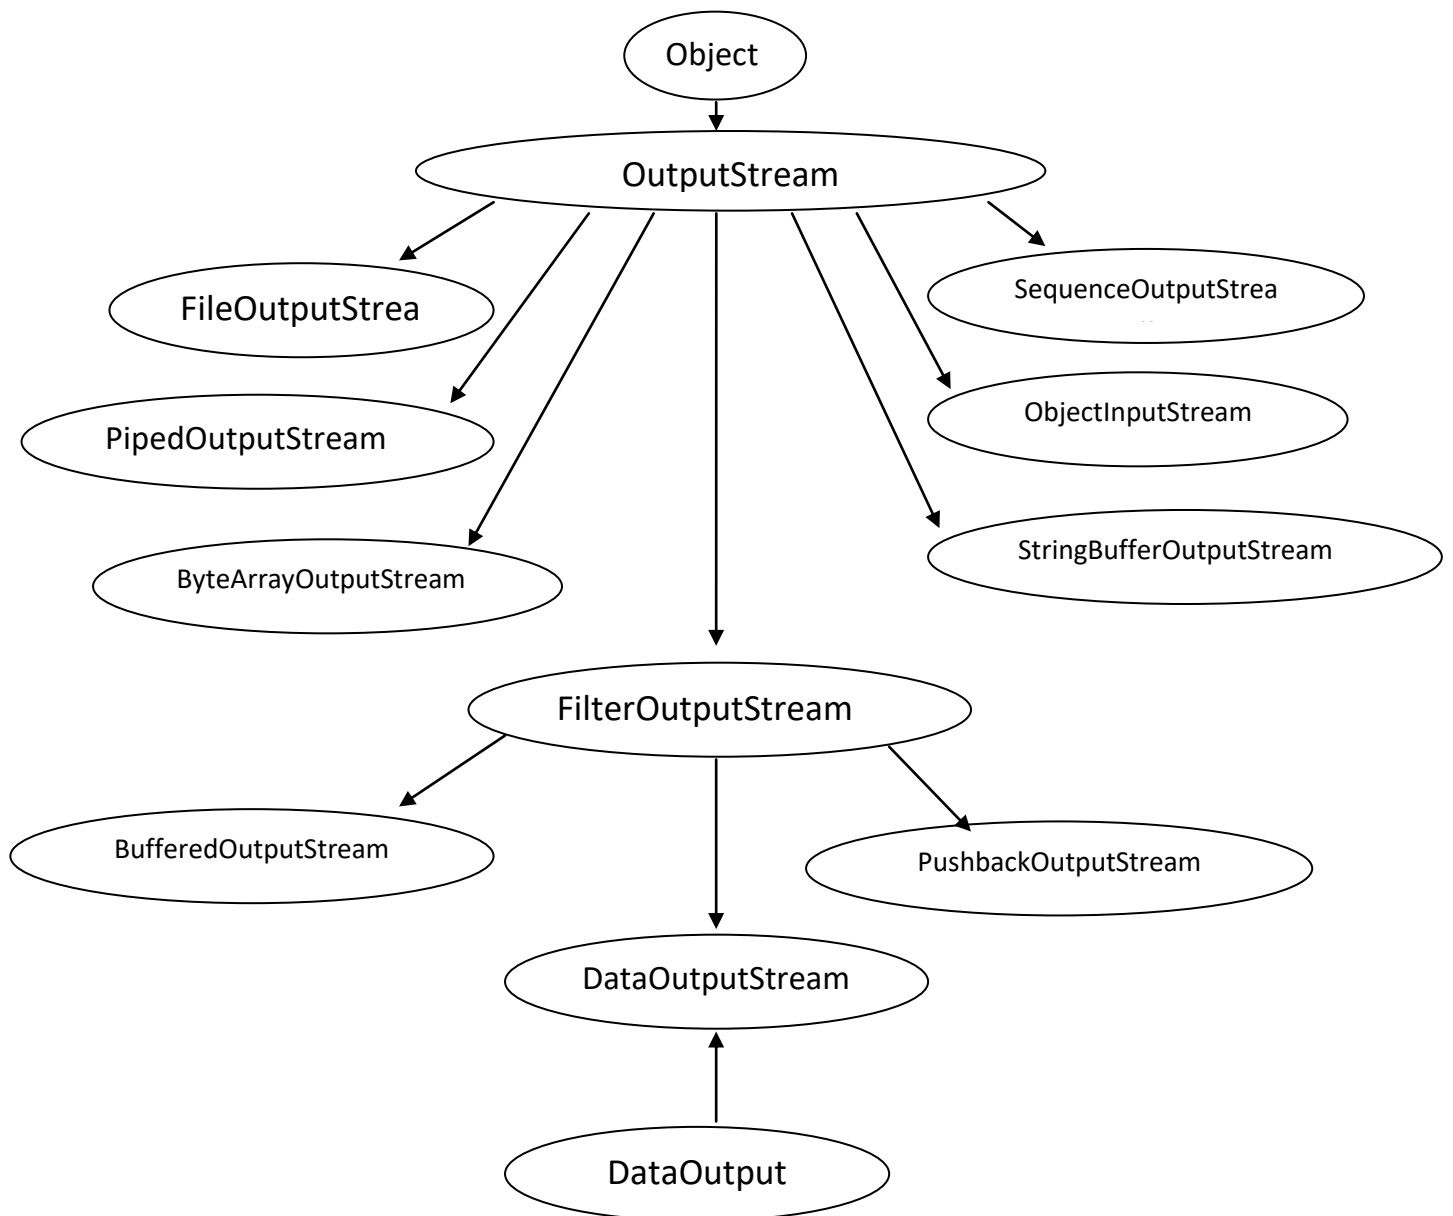 Object
OutputStream
FileOutputStrea
SequenceOutputStrea
PipedOutputStream
ObjectInputStream
ByteArrayOutputStream
StringBufferOutputStream
FilterOutputStream
BufferedOutputStream
PushbackOutputStream
DataOutputStream
DataOutput